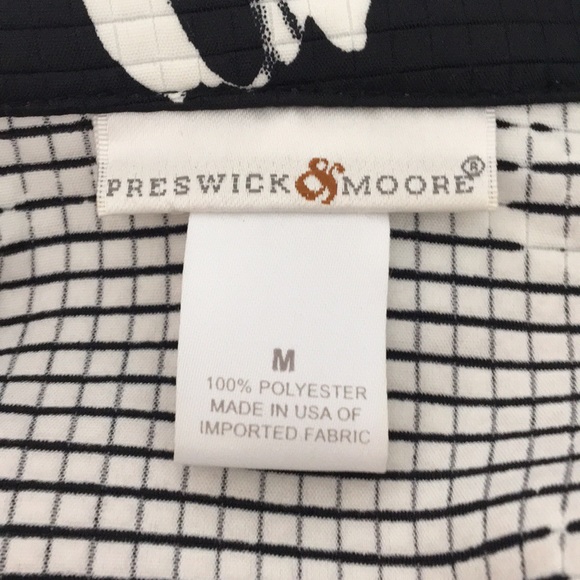 PRESWICK & MOORE®
M
100% POLYESTER
MADE IN USA OF
IMPORTED FABRIC